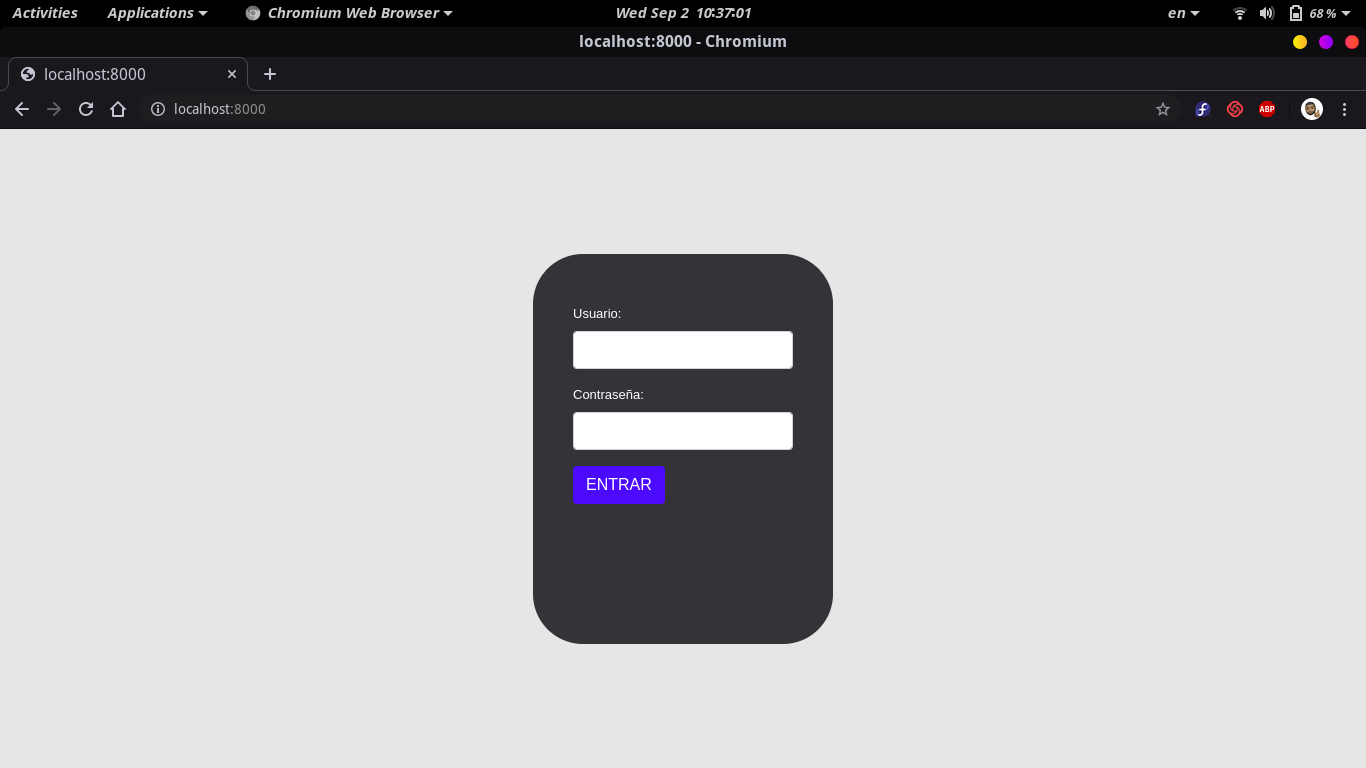 Activities Applications Chromium Web Browser Wed Sep 2 10:37:01 en 68 %
localhost:8000 - Chromium
localhost:8000
localhost:8000 ABP
Usuario:
Contraseña:
ENTRAR